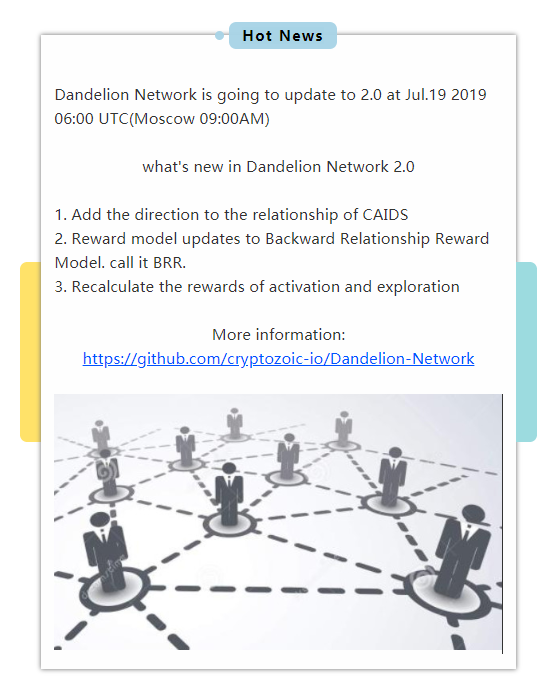 Hot News
Dandelion Network is going to update to 2.0 at Jul.19 2019
06:00 UTC(Moscow 09:00AM)
what's new in Dandelion Network 2.0
1. Add the direction to the relationship of CAIDS
2. Reward model updates to Backward Relationship Reward
Model. call it BRR.
3. Recalculate the rewards of activation and exploration
More information:
https://github.com/cryptozoic-io/Dandelion-Network